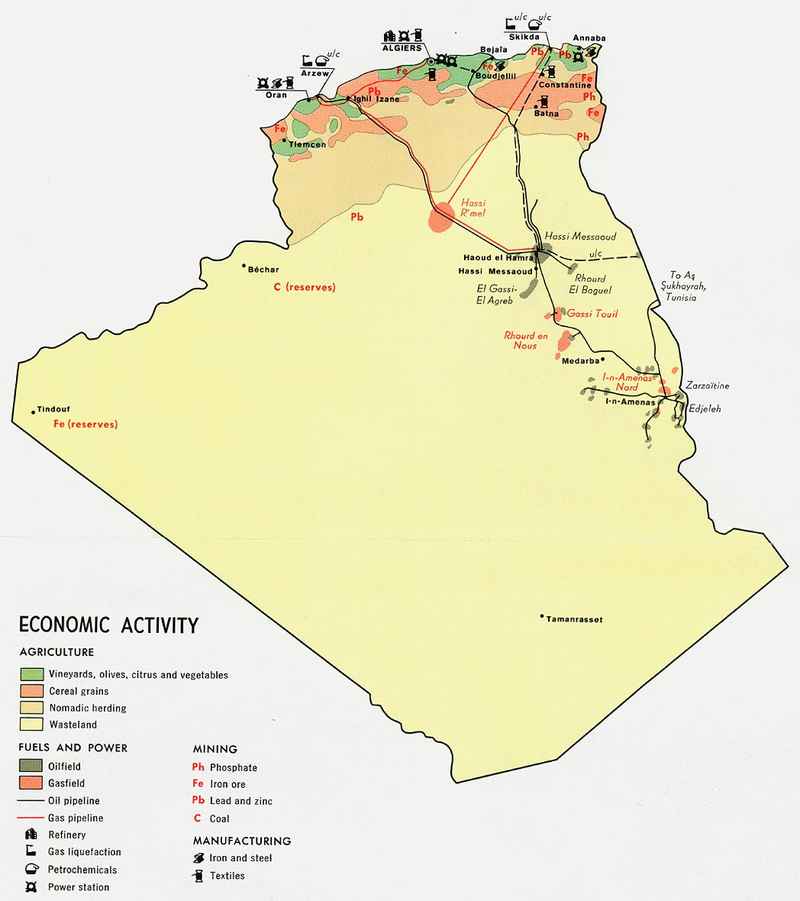 u/c
Skikda
Annaba
ALGIERS
Bejaïa
u/c
Arzew
Pb
Pb
Fe
Fe
Boudjellil
Constantine
Fe
Oran
Pb
Ighil Izane
Ph
Batna
Fe
Fe
Tlemcen
Ph
Pb
Hassi
R'mel
Hassi Messaoud
Haoud el Hamra
u/c
Béchar
Hassi Messaoud
C (reserves)
El Gassi-
El Agreb
Rhourd
El Baguel
To Aş
Şukhayrah,
Tunisia
Gassi Touil
Rhourd en
Nous
Medarba
I-n-Amenas
Nord
Zarzaïtine
I-n-Amenas
Edjeleh
Tindouf
Fe (reserves)
Tamanrasset
ECONOMIC ACTIVITY
AGRICULTURE
Vineyards, olives, citrus and vegetables
Cereal grains
Nomadic herding
Wasteland
FUELS AND POWER
Oilfield
Gasfield
Oil pipeline
Gas pipeline
Refinery
Gas liquefaction
Petrochemicals
Power station
MINING
Ph Phosphate
Fe Iron ore
Pb Lead and zinc
C Coal
MANUFACTURING
Iron and steel
Textiles